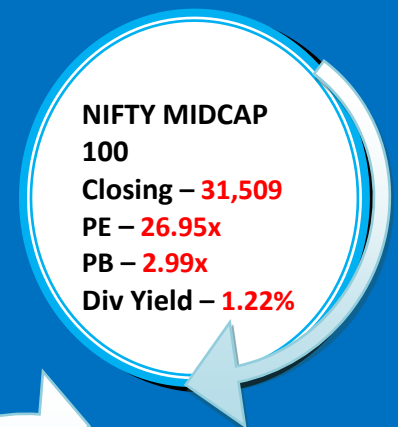 NIFTY MIDCAP
100
Closing – 31,509
PE – 26.95x
PB – 2.99x
Div Yield – 1.22%